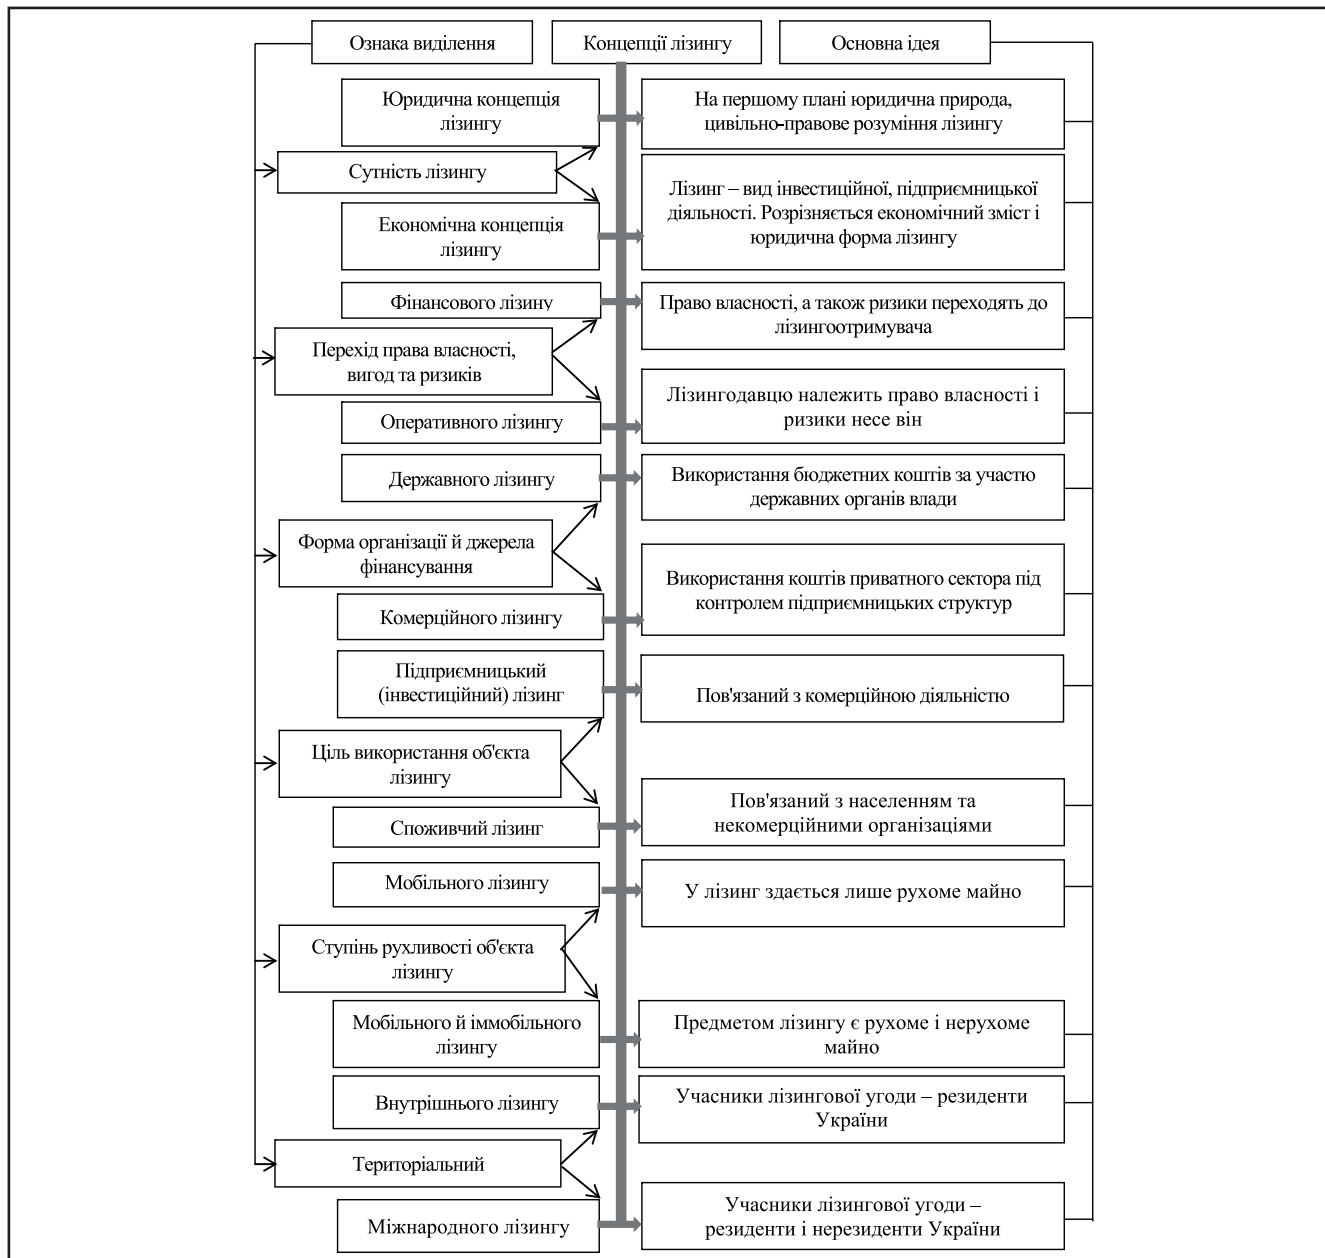 Ознака виділення
Концепції лізингу
Основна ідея
Юридична концепція
лізингу
На першому плані юридична природа,
цивільно-правове розуміння лізингу
Сутність лізингу
Економічна концепція
лізингу
Лізинг – вид інвестиційної, підприємницької
діяльності. Розрізняється економічний зміст і
юридична форма лізингу
Фінансового лізину
Право власності, а також ризики переходять до
лізингоотримувача
Перехід права власності,
вигод та ризиків
Оперативного лізингу
Лізингодавцю належить право власності і
ризики несе він
Державного лізингу
Використання бюджетних коштів за участю
державних органів влади
Форма організації й джерела
фінансування
Комерційного лізингу
Використання коштів приватного сектора під
контролем підприємницьких структур
Підприємницький
(інвестиційний) лізинг
Пов'язаний з комерційною діяльністю
Ціль використання об'єкта
лізингу
Споживчий лізинг
Пов'язаний з населенням та
некомерційними організаціями
Мобільного лізингу
У лізинг здається лише рухоме майно
Ступінь рухливості об'єкта
лізингу
Мобільного й іммобільного
лізингу
Предметом лізингу є рухоме і нерухоме
майно
Внутрішнього лізингу
Учасники лізингової угоди – резиденти
України
Територіальний
Міжнародного лізингу
Учасники лізингової угоди –
резиденти і нерезиденти України